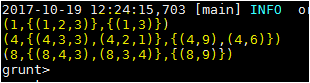 2017-10-19 12:24:15,703 [main] INFO  o
(1,{(1,2,3)},{(1,3)})
(4,{(4,3,3),(4,2,1)},{(4,9),(4,6)})
(8,{(8,4,3),(8,3,4)},{(8,9)})
grunt>